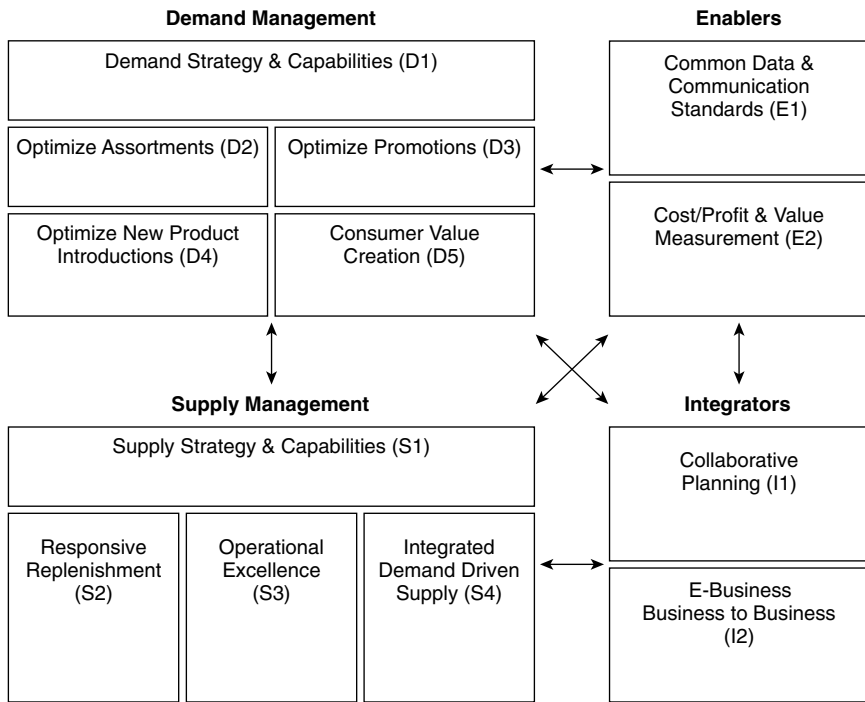 Demand Management
Demand Strategy & Capabilities (D1)
Optimize Assortments (D2)
Optimize Promotions (D3)
Optimize New Product
Introductions (D4)
Consumer Value
Creation (D5)
Enablers
Common Data &
Communication
Standards (E1)
Cost/Profit & Value
Measurement (E2)
Supply Management
Supply Strategy & Capabilities (S1)
Responsive
Replenishment
(S2)
Operational
Excellence
(S3)
Integrated
Demand Driven
Supply (S4)
Integrators
Collaborative
Planning (I1)
E-Business
Business to Business
(I2)